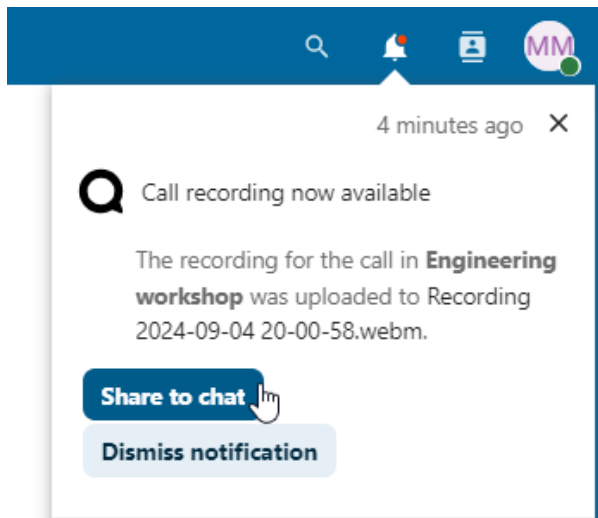 MM
4 minutes ago
Call recording now available
The recording for the call in Engineering
workshop was uploaded to Recording
2024-09-04 20-00-58.webm.
Share to chat
Dismiss notification